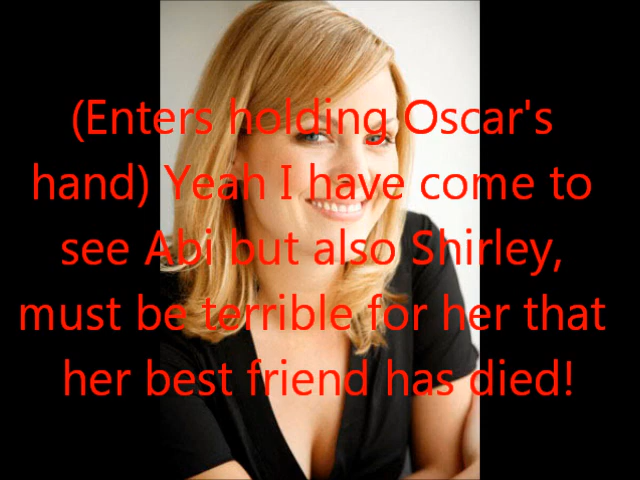 (Enters holding Oscar's
hand) Yeah I have come to
see Abi but also Shirley,
must be terrible for her that
her best friend has died!